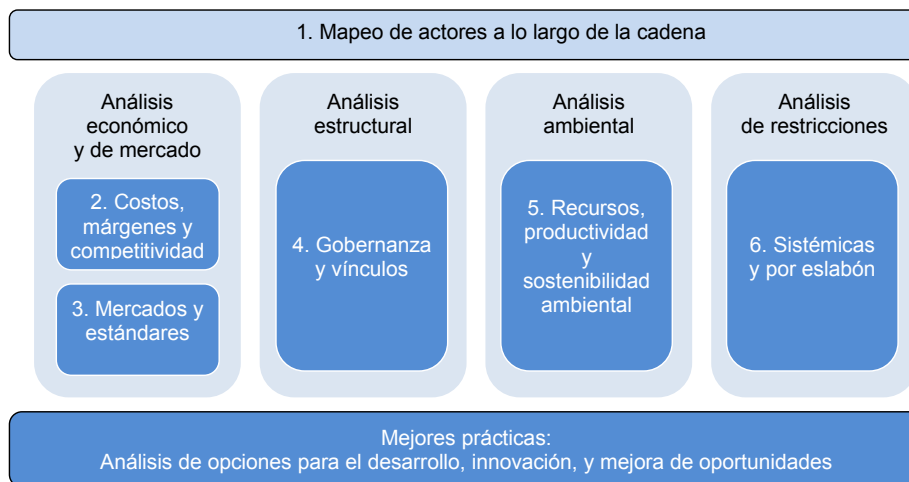 1. Mapeo de actores a lo largo de la cadena
Análisis
económico
y de mercado
2. Costos,
márgenes y
competitividad
3. Mercados y
estándares
Análisis
estructural
4. Gobernanza
y vínculos
Análisis
ambiental
5. Recursos,
productividad
y
sostenibilidad
ambiental
Análisis
de restricciones
6. Sistémicas
y por eslabón
Mejores prácticas:
Análisis de opciones para el desarrollo, innovación, y mejora de oportunidades